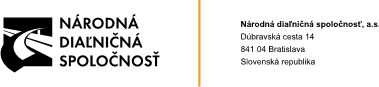 NÁRODNÁ
DIAĽNIČNÁ
SPOLOČNOSŤ
Národná diaľničná spoločnosť, a.s.
Dúbravská cesta 14
841 04 Bratislava
Slovenská republika